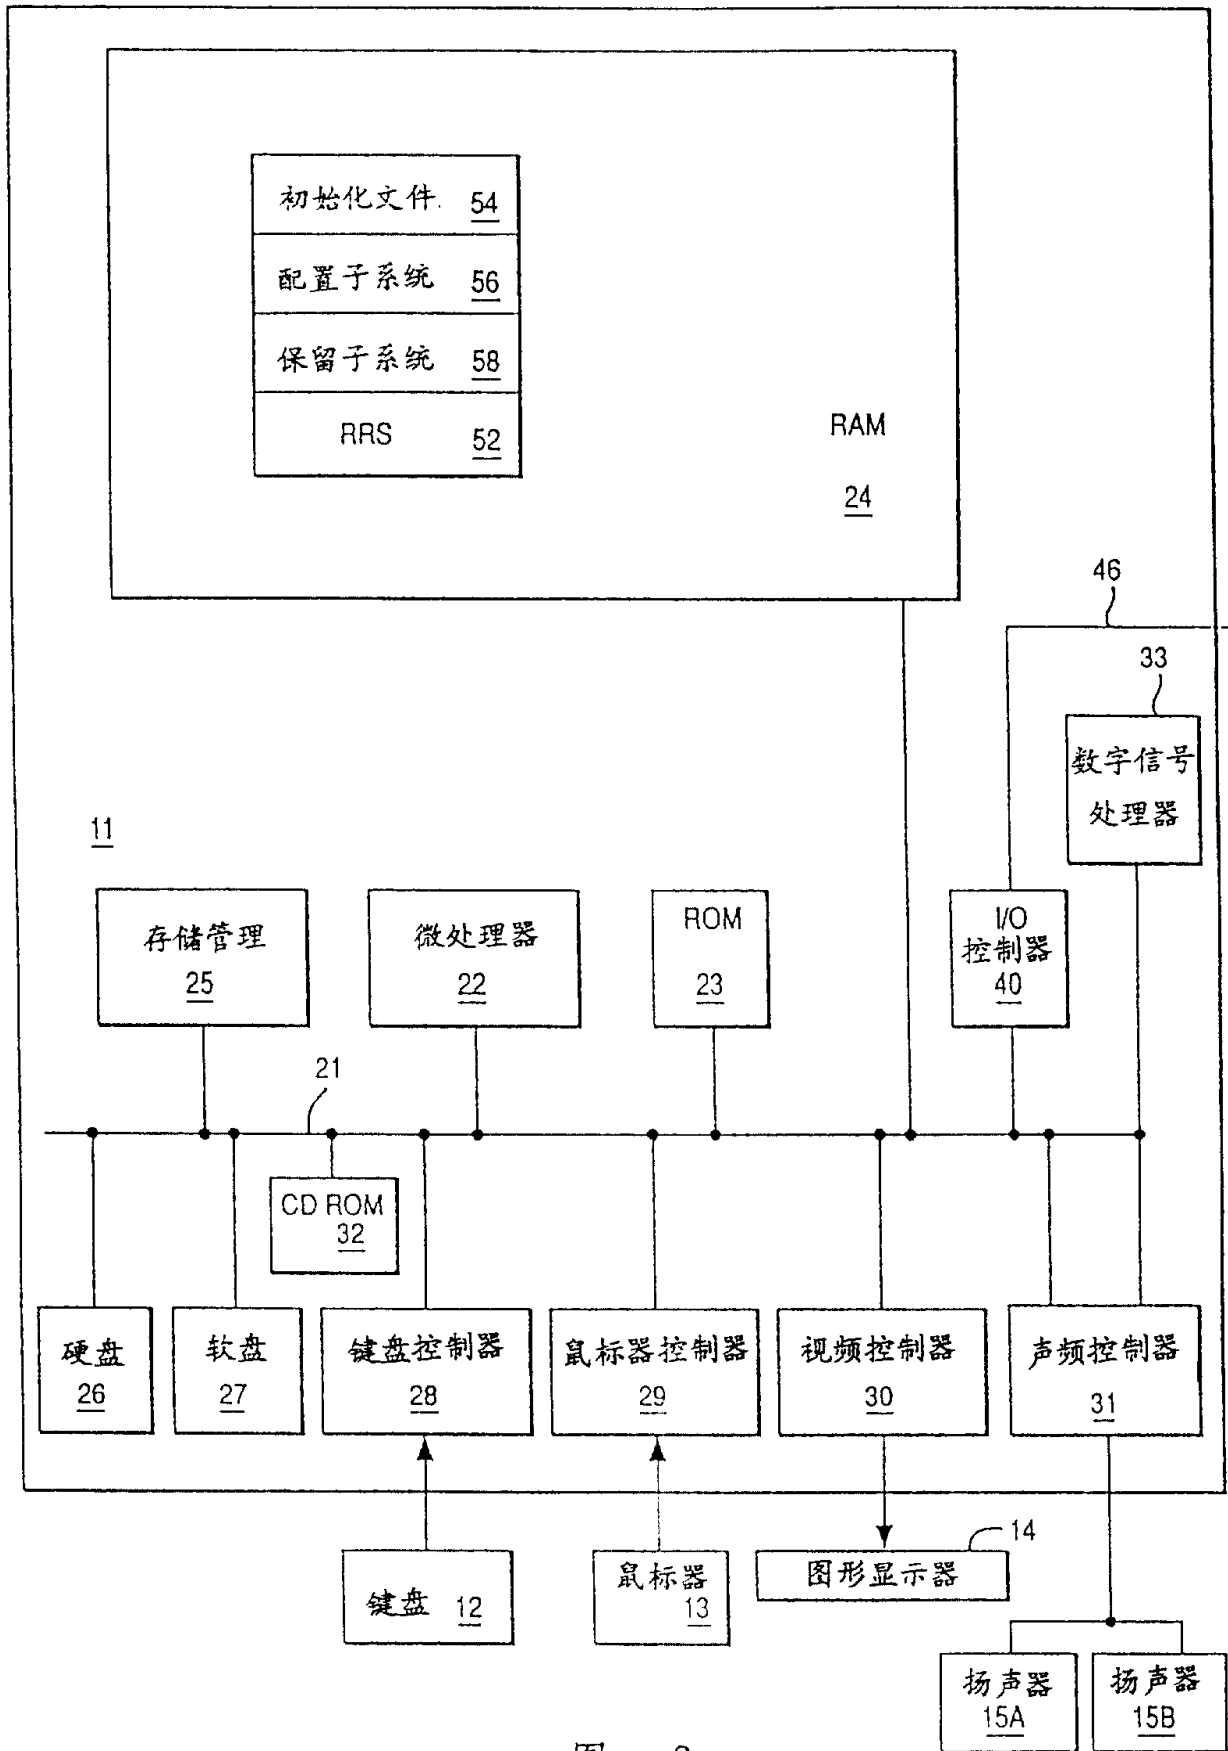 初始化文件 54
配置子系统 56
保留子系统 58
RRS 52
RAM
24
46
33
数字信号
处理器
11
存储管理
25
微处理器
22
ROM
23
I/O
控制器
40
21
CD ROM
32
硬盘
26
软盘
27
键盘控制器
28
鼠标器控制器
29
视频控制器
30
声频控制器
31
14
键盘 12
鼠标器
13
图形显示器
扬声器
15A
扬声器
15B